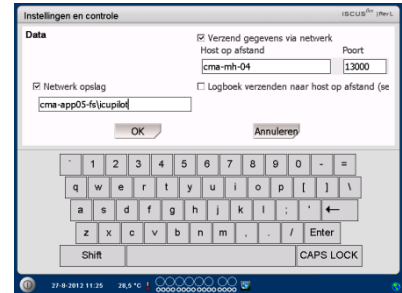 Instellingen en controle
ISCUSflex |Rev L
Data
Verzend gegevens via netwerk
Host op afstand Poort
cma-mh-04 13000
Netwerk opslag
Logboek verzenden naar host op afstand (se
cma-app05-fs\icupilot
OK Annuleren
` 1 2 3 4 5 6 7 8 9 0 - =
q w e r t y u i o p [ ] \
a s d f g h j k l ; ' ←
z x c v b n m , . / Enter
Shift CAPS LOCK
27-8-2012 11:25 28,5 °C